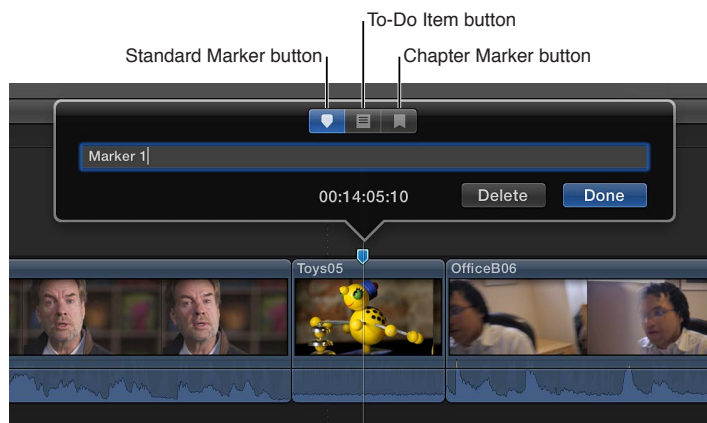 To-Do Item button
Standard Marker button
Chapter Marker button
Marker 1
00:14:05:10
Delete
Done
Toys05
OfficeB06